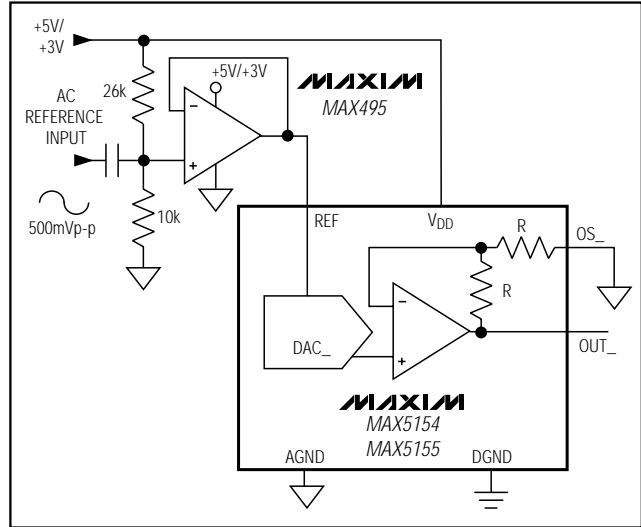 +5V/
+3V
AC
REFERENCE
INPUT
500mVp-p
26k
10k
+5V/+3V
−
+
MAXIM
MAX495
REF
VDD
R
OS_
R
DAC_
−
+
OUT_
MAXIM
MAX5154
MAX5155
AGND
DGND